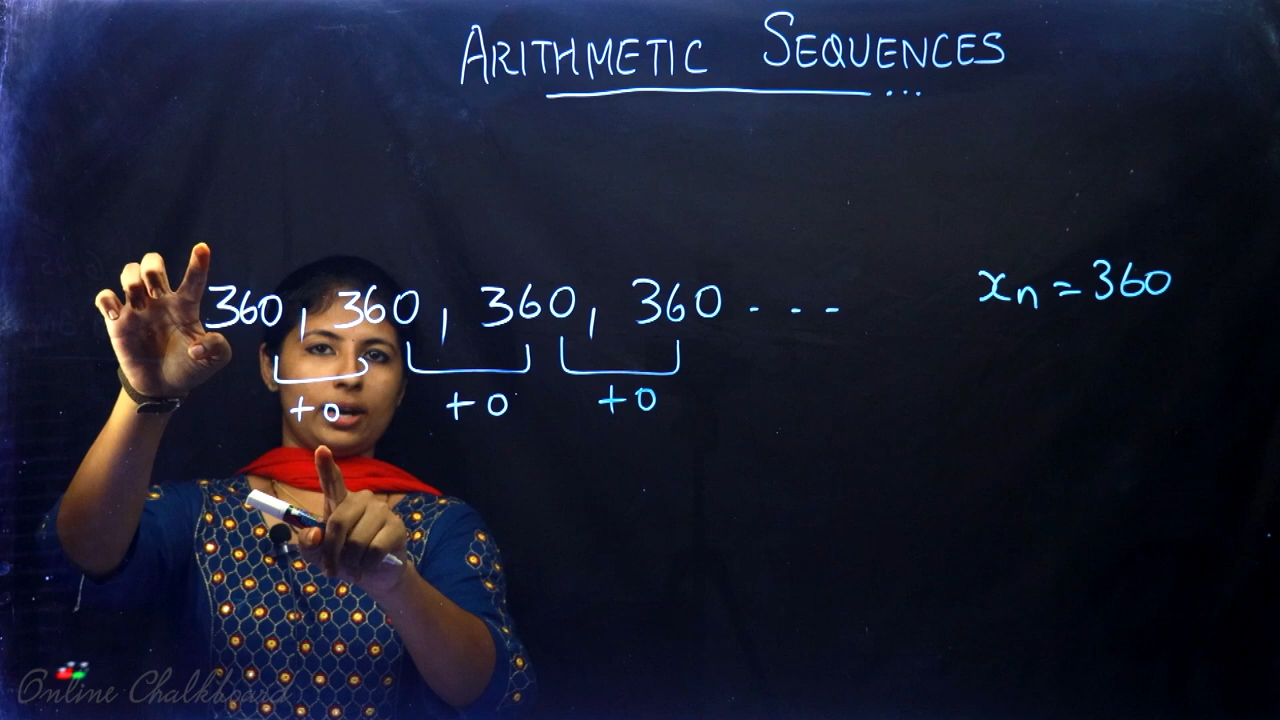 ARITHMETIC SEQUENCES ...
360, 360, 360, 360 - - - xn = 360
+0 +0 +0
Online Chalkboard